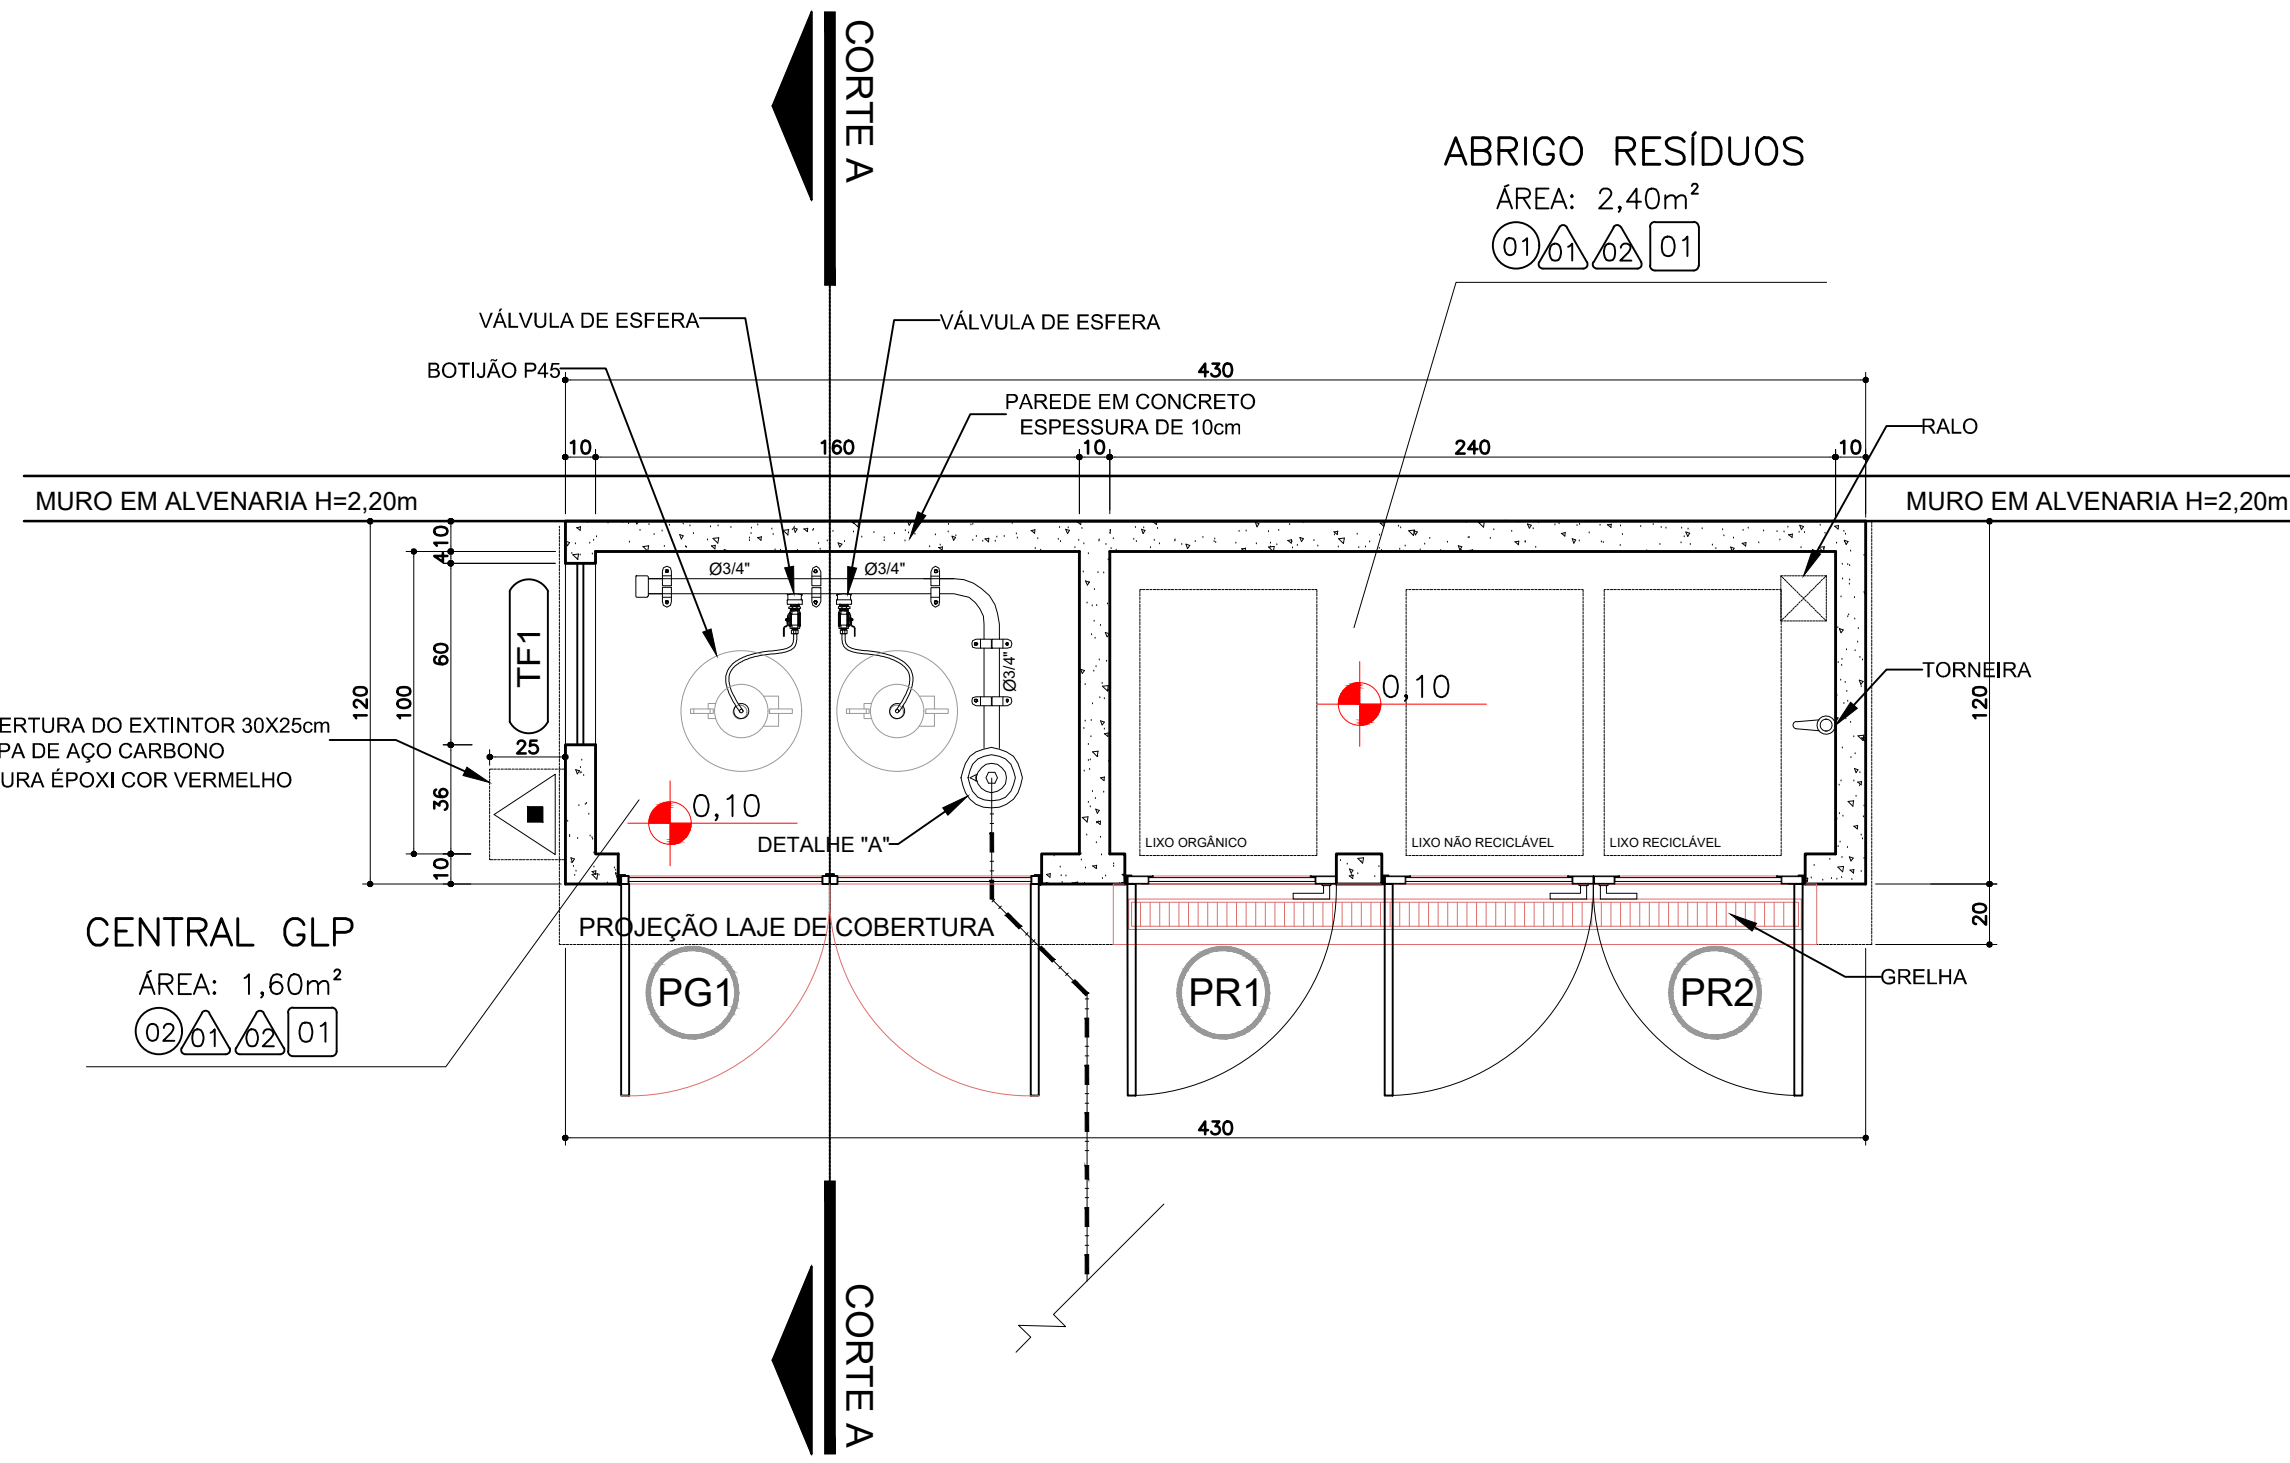 CORTE A
ABRIGO RESÍDUOS
ÁREA: 2,40m²
01 01 02 01
VÁLVULA DE ESFERA
VÁLVULA DE ESFERA
BOTIJÃO P45
430
PAREDE EM CONCRETO
ESPESSURA DE 10cm
RALO
10 160 10 240 10
MURO EM ALVENARIA H=2,20m
MURO EM ALVENARIA H=2,20m
10
4
60
36
10
100
120
Ø3/4"
Ø3/4"
Ø3/4"
TF1
TORNEIRA
120
20
0,10
ERTURA DO EXTINTOR 30X25cm
PA DE AÇO CARBONO
URA ÉPOXI COR VERMELHO
25
0,10
DETALHE "A"
LIXO ORGÂNICO
LIXO NÃO RECICLÁVEL
LIXO RECICLÁVEL
CENTRAL GLP
ÁREA: 1,60m²
02 01 02 01
PROJEÇÃO LAJE DE COBERTURA
GRELHA
PG1
PR1
PR2
430
CORTE A